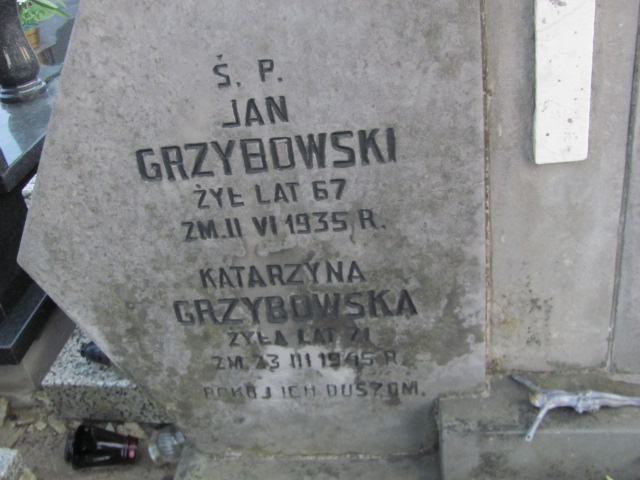 Ś. P.
JAN
GRZYBOWSKI
ŻYŁ LAT 67
ZM. 11 VI 1935 R.
KATARZYNA
GRZYBOWSKA
ŻYŁA LAT 71
ZM. 23 III 1945 R.
POKÓJ ICH DUSZOM.